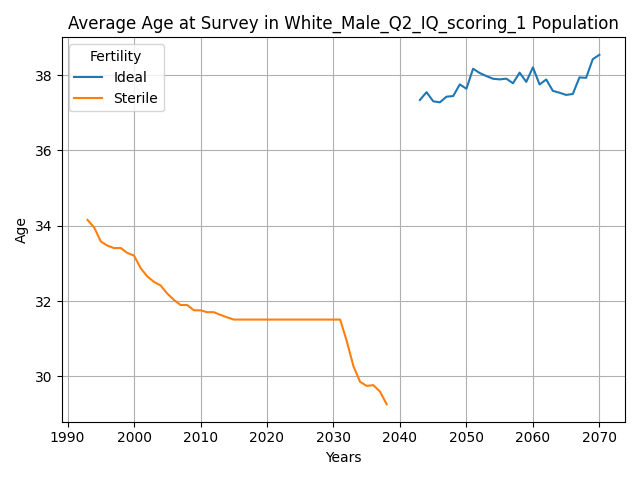 Average Age at Survey in White_Male_Q2_IQ_scoring_1 Population
Fertility
Ideal
Sterile
38
36
34
32
30
Age
1990 2000 2010 2020 2030 2040 2050 2060 2070
Years